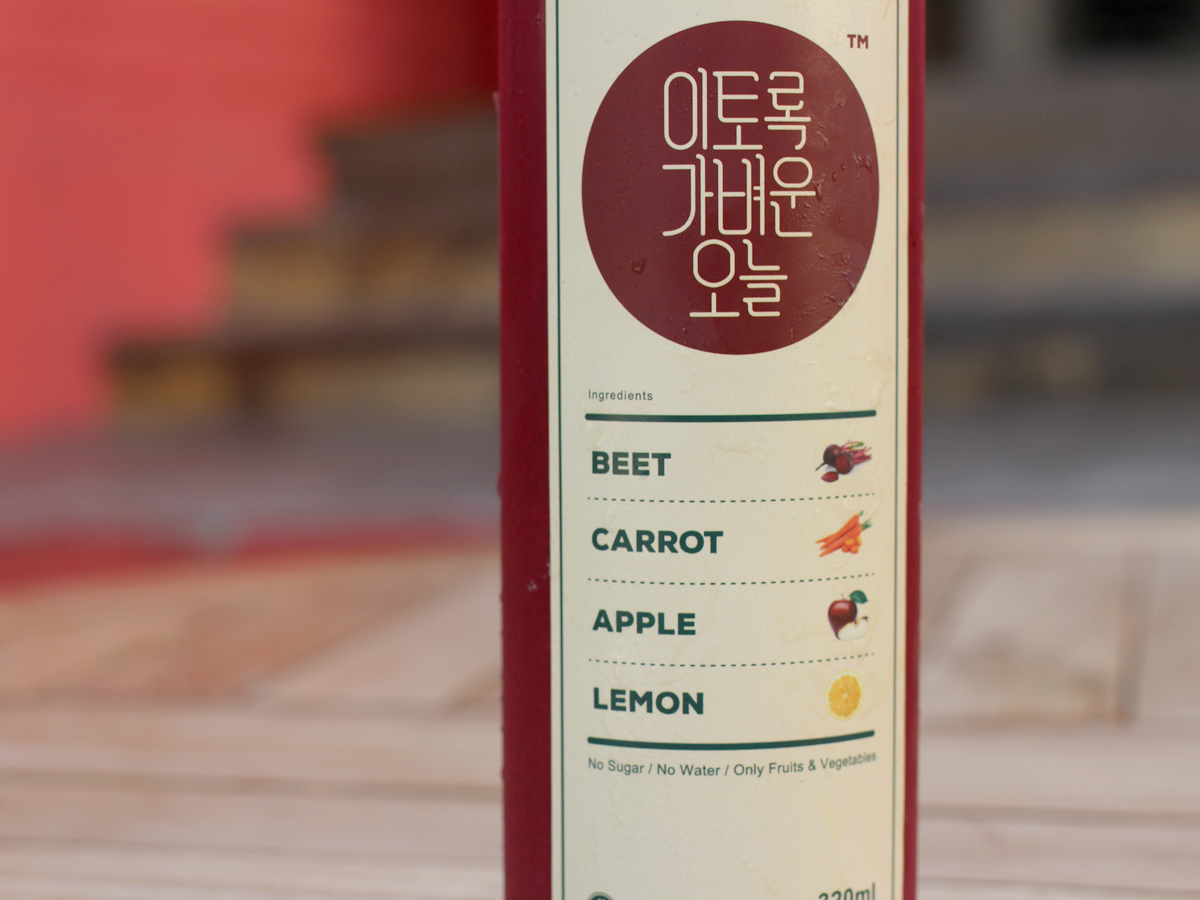 TM
이토록
가벼운
오늘
Ingredients
BEET
CARROT
APPLE
LEMON
No Sugar / No Water / Only Fruits & Vegetables